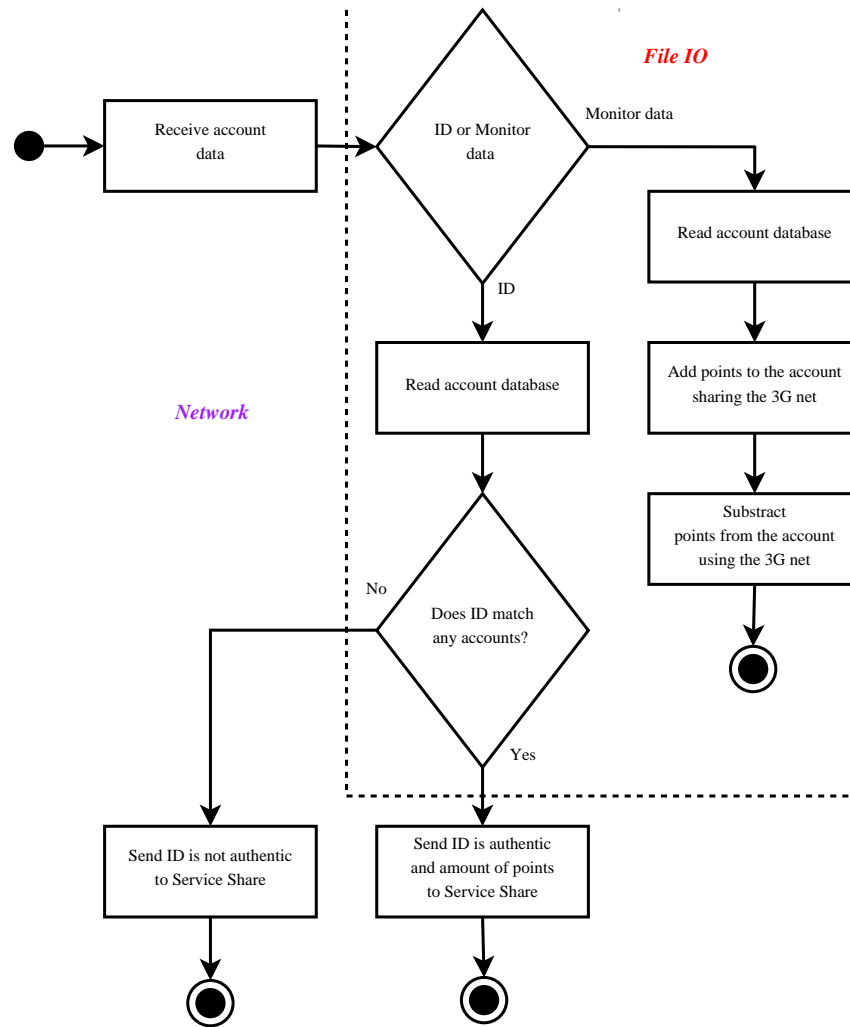 File IO
Receive account
data
ID or Monitor
data
Monitor data
Read account database
ID
Read account database
Add points to the account
sharing the 3G net
Network
Substract
points from the account
using the 3G net
No
Does ID match
any accounts?
Yes
Send ID is not authentic
to Service Share
Send ID is authentic
and amount of points
to Service Share